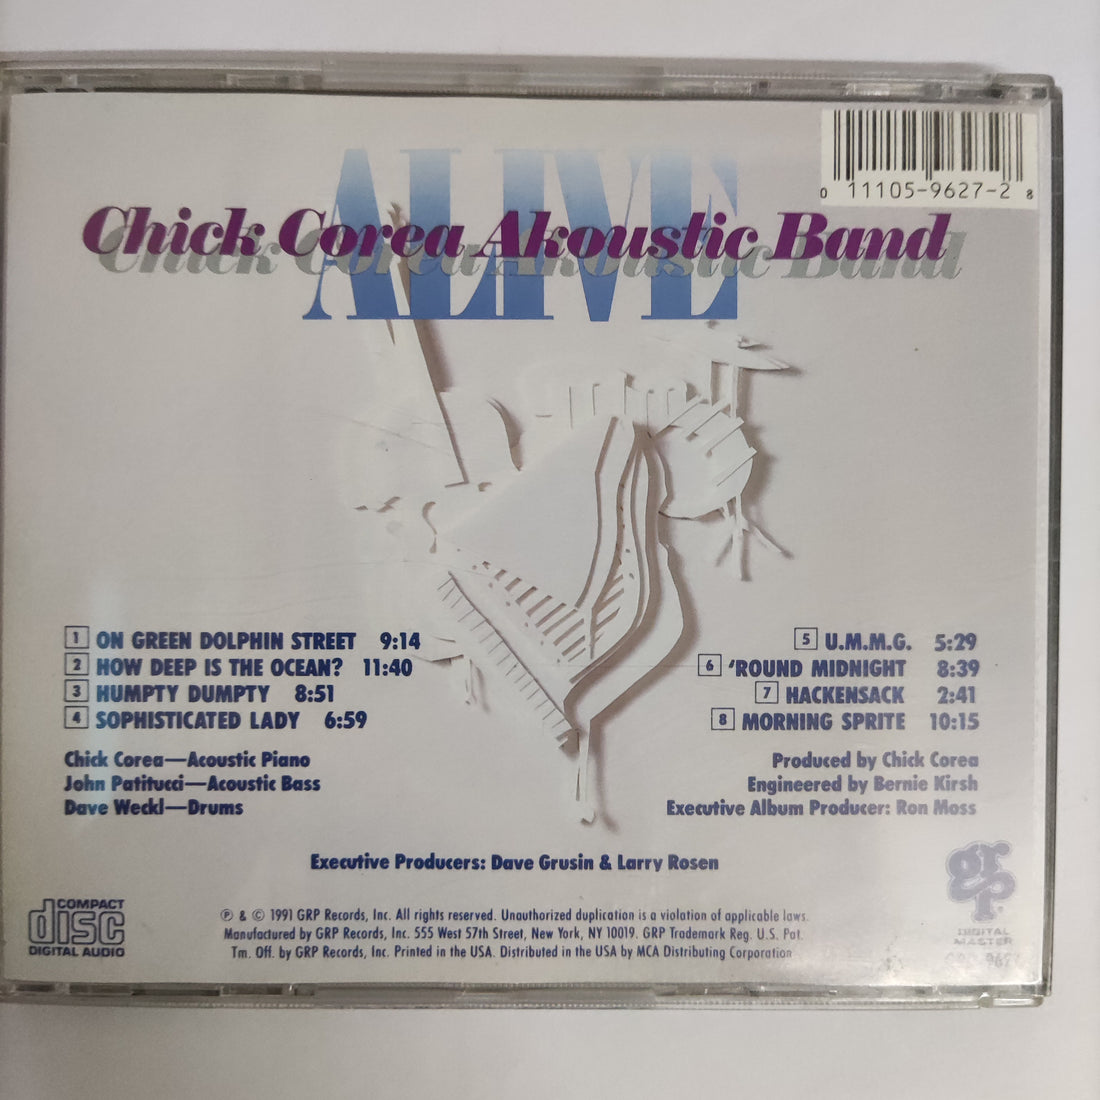 0 11105-9627-2 8
ALIVE
Chick Corea Akoustic Band
1 ON GREEN DOLPHIN STREET 9:14
2 HOW DEEP IS THE OCEAN? 11:40
3 HUMPTY DUMPTY 8:51
4 SOPHISTICATED LADY 6:59
5 U.M.M.G. 5:29
6 'ROUND MIDNIGHT 8:39
7 HACKENSACK 2:41
8 MORNING SPRITE 10:15
Chick Corea—Acoustic Piano
John Patitucci—Acoustic Bass
Dave Weckl—Drums
Produced by Chick Corea
Engineered by Bernie Kirsh
Executive Album Producer: Ron Moss
Executive Producers: Dave Grusin & Larry Rosen
COMPACT
disc
DIGITAL AUDIO
℗ & © 1991 GRP Records, Inc. All rights reserved. Unauthorized duplication is a violation of applicable laws.
Manufactured by GRP Records, Inc. 555 West 57th Street, New York, NY 10019. GRP Trademark Reg. U.S. Pat.
Tm. Off. by GRP Records, Inc. Printed in the USA. Distributed in the USA by MCA Distributing Corporation
grp
DIGITAL
MASTER